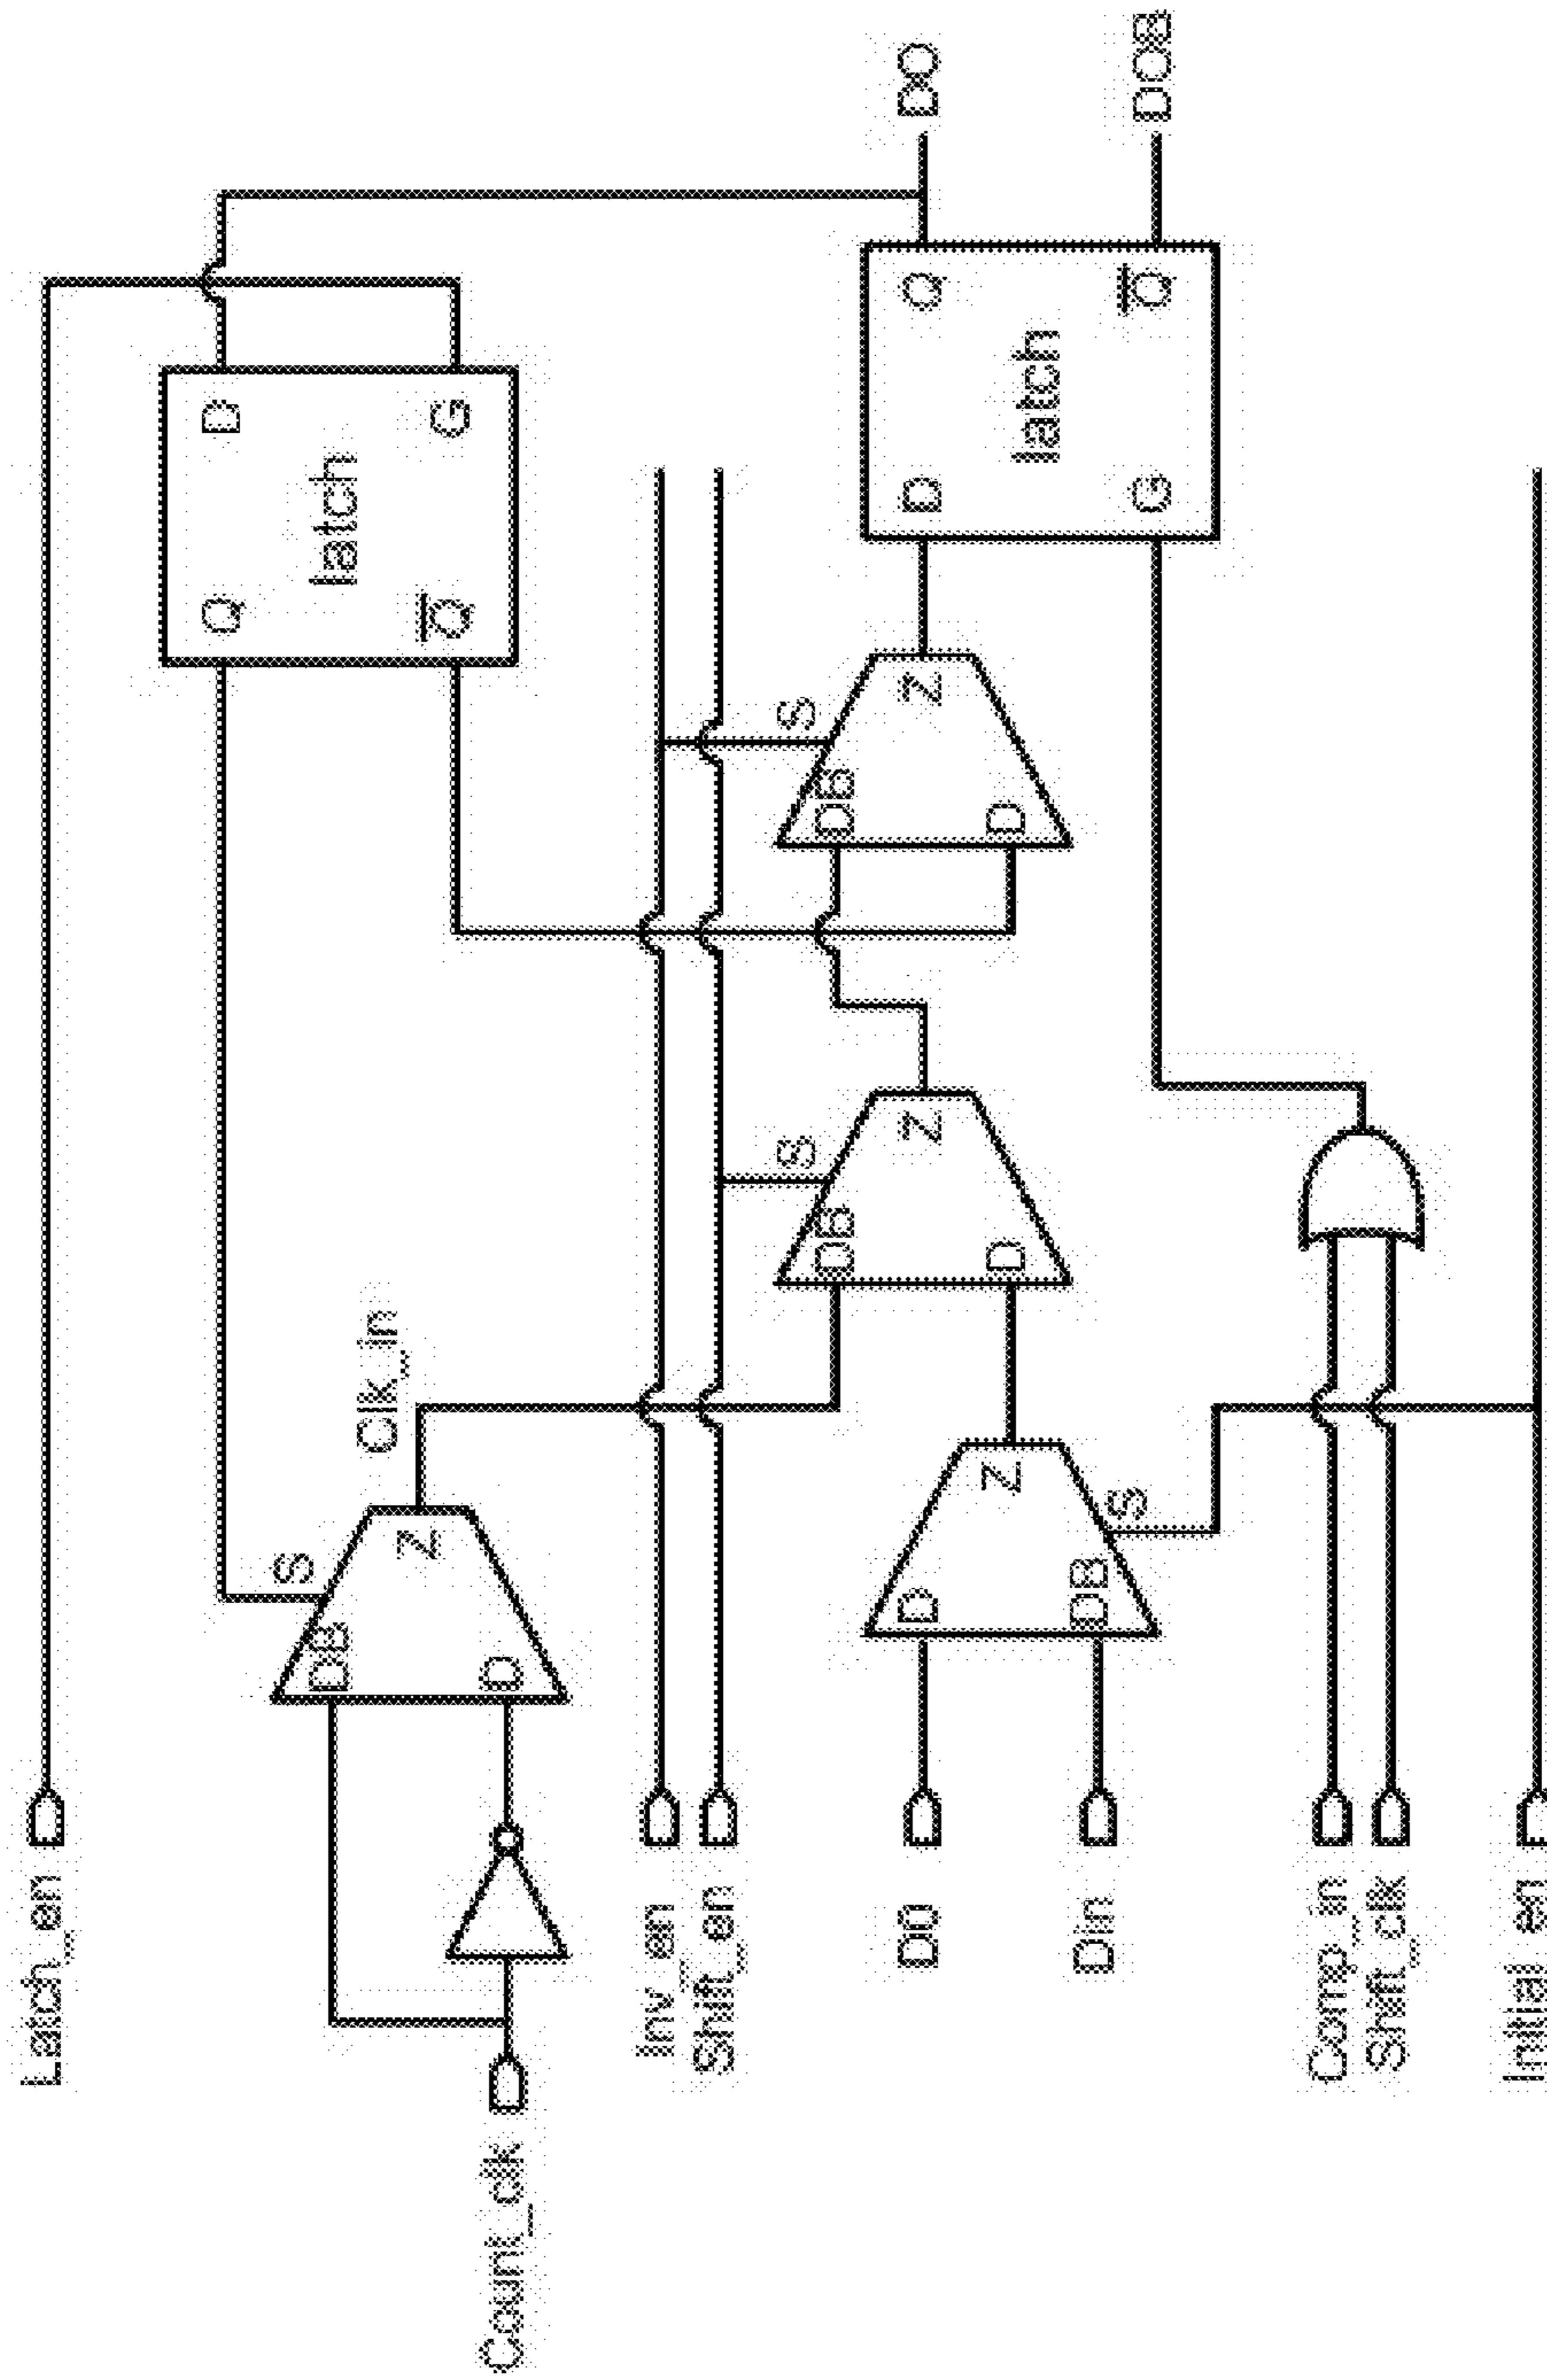 Latch_en
Q
D
latch
Q
G
S
DB
Z
Clk_in
D
Count_clk
Inv_en
Shift_en
S
DB
Z
D
S
DB
Z
D
D
Q
DO
latch
G
Q
DOB
D0
D
Z
Din
DB
S
Comp_in
Shift_clk
Initial_en